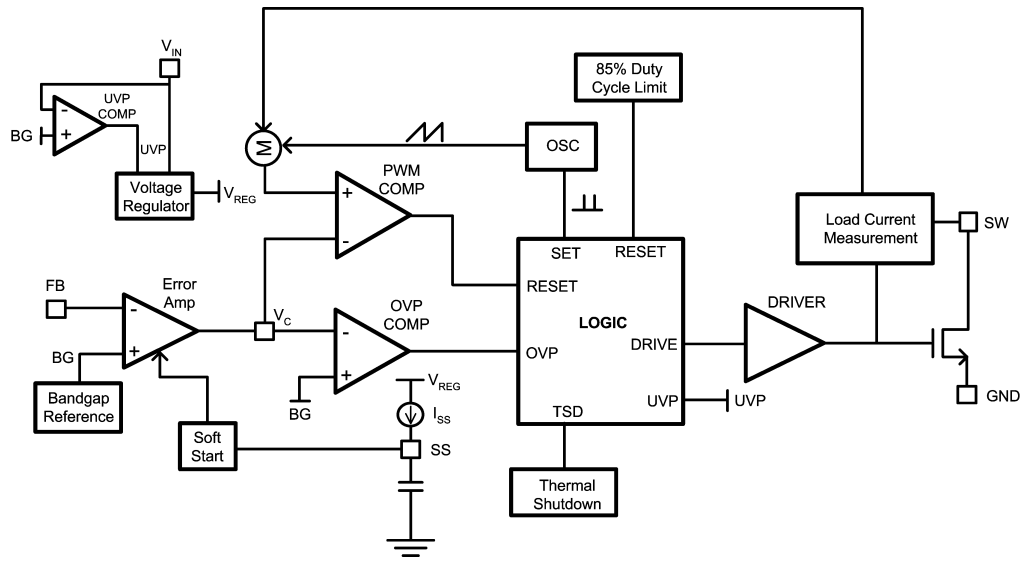 VIN
UVP
COMP
-
+
BG
UVP
Voltage
Regulator
VREG
85% Duty
Cycle Limit
OSC
M
PWM
COMP
+
-
Load Current
Measurement
SW
SET
RESET
RESET
LOGIC
OVP
DRIVE
UVP
TSD
UVP
DRIVER
GND
FB
Error
Amp
-
+
BG
Bandgap
Reference
VC
OVP
COMP
-
+
BG
VREG
ISS
SS
Soft
Start
Thermal
Shutdown